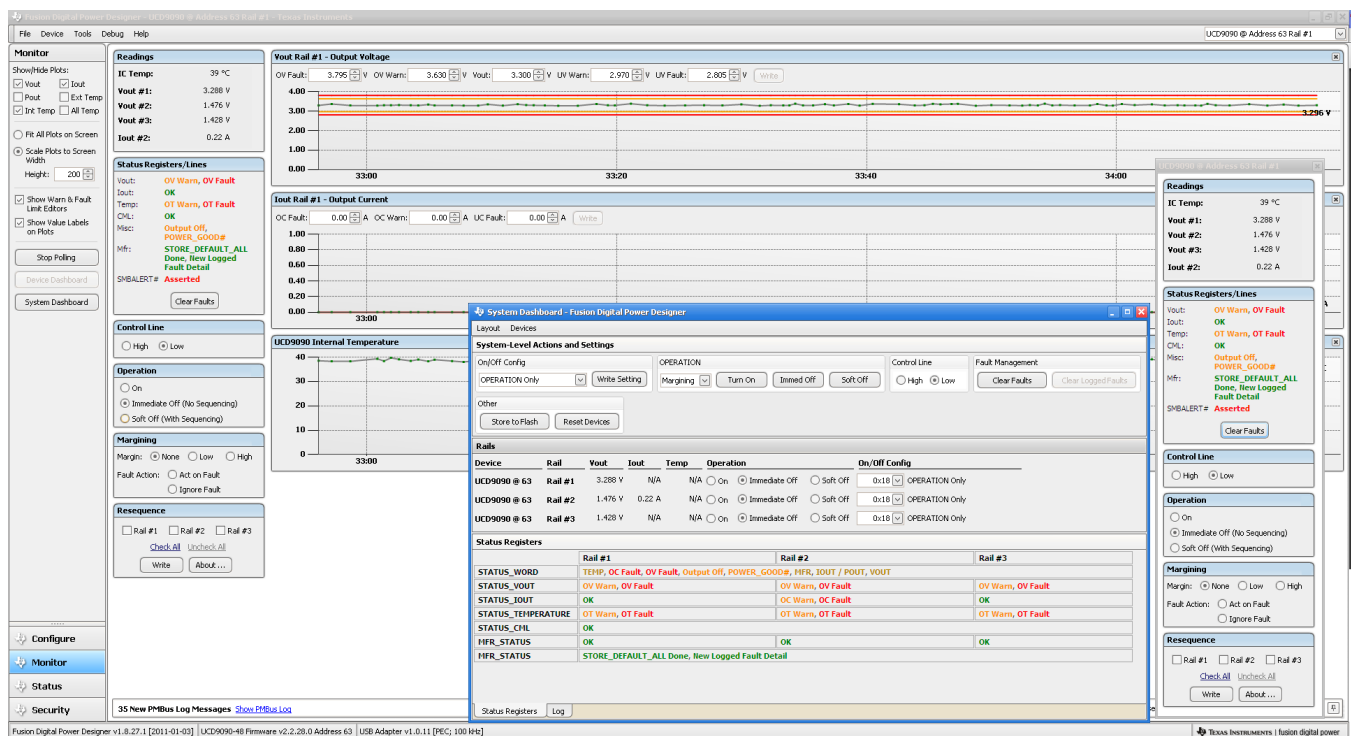 Fusion Digital Power Designer - UCD9090 @ Address 63 Rail #1 - Texas Instruments
File Device Tools Debug Help
UCD9090 @ Address 63 Rail #1
Monitor
Show/Hide Plots:
Vout Iout
Pout Ext Temp
Int Temp All Temp
Fit All Plots on Screen
Scale Plots to Screen
Width
Height: 200
Show Warn & Fault
Limit Editors
Show Value Labels
on Plots
Stop Polling
Device Dashboard
System Dashboard
Configure
Monitor
Status
Security
Readings
IC Temp: 39 °C
Vout #1: 3.288 V
Vout #2: 1.476 V
Vout #3: 1.428 V
Iout #2: 0.22 A
Status Registers/Lines
Vout: OV Warn, OV Fault
Iout: OK
Temp: OT Warn, OT Fault
CML: OK
Misc: Output Off,
POWER_GOOD#
Mfr: STORE_DEFAULT_ALL
Done, New Logged
Fault Detail
SMBALERT# Asserted
Clear Faults
Control Line
High Low
Operation
On
Immediate Off (No Sequencing)
Soft Off (With Sequencing)
Margining
Margin: None Low High
Fault Action: Act on Fault
Ignore Fault
Resequence
Rail #1 Rail #2 Rail #3
Check All Uncheck All
Write About ...
Vout Rail #1 - Output Voltage
OV Fault: 3.795 V OV Warn: 3.630 V Vout: 3.300 V UV Warn: 2.970 V UV Fault: 2.805 V Write
4.00
3.00
2.00
1.00
0.00
3.296 V
33:00 33:20 33:40 34:00
Iout Rail #1 - Output Current
OC Fault: 0.00 A OC Warn: 0.00 A UC Fault: 0.00 A Write
1.00
0.80
0.60
0.40
0.20
0.00
33:00
UCD9090 Internal Temperature
40
30
20
10
0
33:00
System Dashboard - Fusion Digital Power Designer
Layout Devices
System-Level Actions and Settings
On/Off Config
OPERATION Only Write Setting
OPERATION
Margining Turn On Immed Off Soft Off
Control Line
High Low
Fault Management
Clear Faults Clear Logged Faults
Other
Store to Flash Reset Devices
Rails
Device Rail Vout Iout Temp Operation On/Off Config
UCD9090 @ 63 Rail #1 3.288 V N/A N/A On Immediate Off Soft Off 0x18 OPERATION Only
UCD9090 @ 63 Rail #2 1.476 V 0.22 A N/A On Immediate Off Soft Off 0x18 OPERATION Only
UCD9090 @ 63 Rail #3 1.428 V N/A N/A On Immediate Off Soft Off 0x18 OPERATION Only
Status Registers
Rail #1 Rail #2 Rail #3
STATUS_WORD TEMP, OC Fault, OV Fault, Output Off, POWER_GOOD#, MFR, IOUT / POUT, VOUT
STATUS_VOUT OV Warn, OV Fault OV Warn, OV Fault OV Warn, OV Fault
STATUS_IOUT OK OC Warn, OC Fault OK
STATUS_TEMPERATURE OT Warn, OT Fault OT Warn, OT Fault OT Warn, OT Fault
STATUS_CML OK
MFR_STATUS OK OK OK
MFR_STATUS STORE_DEFAULT_ALL Done, New Logged Fault Detail
Status Registers Log
UCD9090 @ Address 63 Rail #1
Readings
IC Temp: 39 °C
Vout #1: 3.288 V
Vout #2: 1.476 V
Vout #3: 1.428 V
Iout #2: 0.22 A
Status Registers/Lines
Vout: OV Warn, OV Fault
Iout: OK
Temp: OT Warn, OT Fault
CML: OK
Misc: Output Off,
POWER_GOOD#
Mfr: STORE_DEFAULT_ALL
Done, New Logged
Fault Detail
SMBALERT# Asserted
Clear Faults
Control Line
High Low
Operation
On
Immediate Off (No Sequencing)
Soft Off (With Sequencing)
Margining
Margin: None Low High
Fault Action: Act on Fault
Ignore Fault
Resequence
Rail #1 Rail #2 Rail #3
Check All Uncheck All
Write About ...
35 New PMBus Log Messages Show PMBus Log
Fusion Digital Power Designer v1.8.27.1 [2011-01-03] UCD9090-48 Firmware v2.2.28.0 Address 63 USB Adapter v1.0.11 [PEC; 100 kHz]
TEXAS INSTRUMENTS | fusion digital power